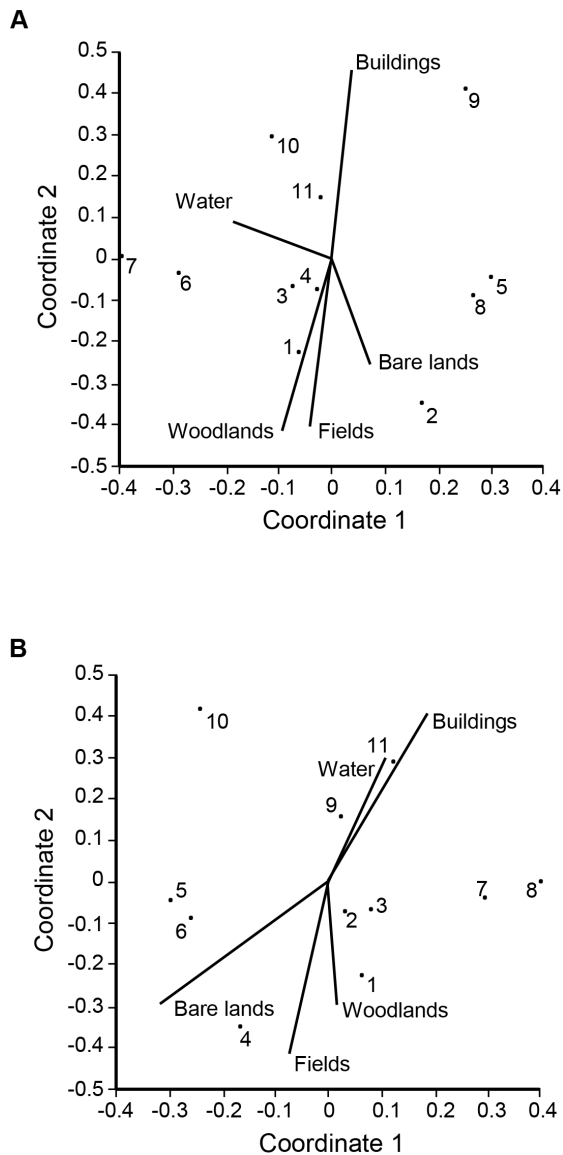 A
0.5
Buildings
0.4
9
0.3
10
0.2
11
Water
0.1
Coordinate 2
0
7
6
4
3
5
8
-0.1
1
-0.2
Bare lands
-0.3
2
-0.4
Woodlands
Fields
-0.5
-0.4 -0.3 -0.2 -0.1 0 0.1 0.2 0.3 0.4
Coordinate 1
B
0.5
10
Buildings
0.4
11
0.3
Water
0.2
9
0.1
Coordinate 2
0
5
7
8
3
6
2
-0.1
-0.2
1
-0.3
Bare lands
Woodlands
4
-0.4
Fields
-0.5
-0.4 -0.3 -0.2 -0.1 0 0.1 0.2 0.3 0.4
Coordinate 1